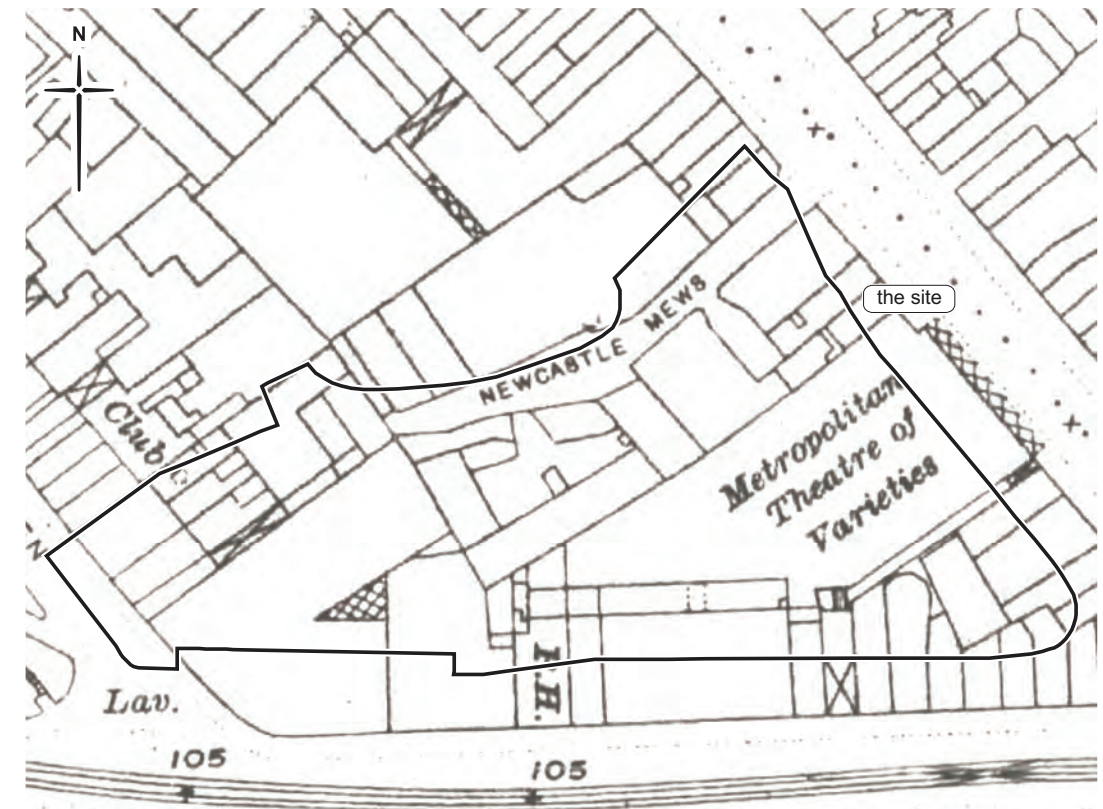 N
the site
NEWCASTLE MEWS
Metropolitan
Theatre of
Varieties
Club
P.H.
Lav.
105
105